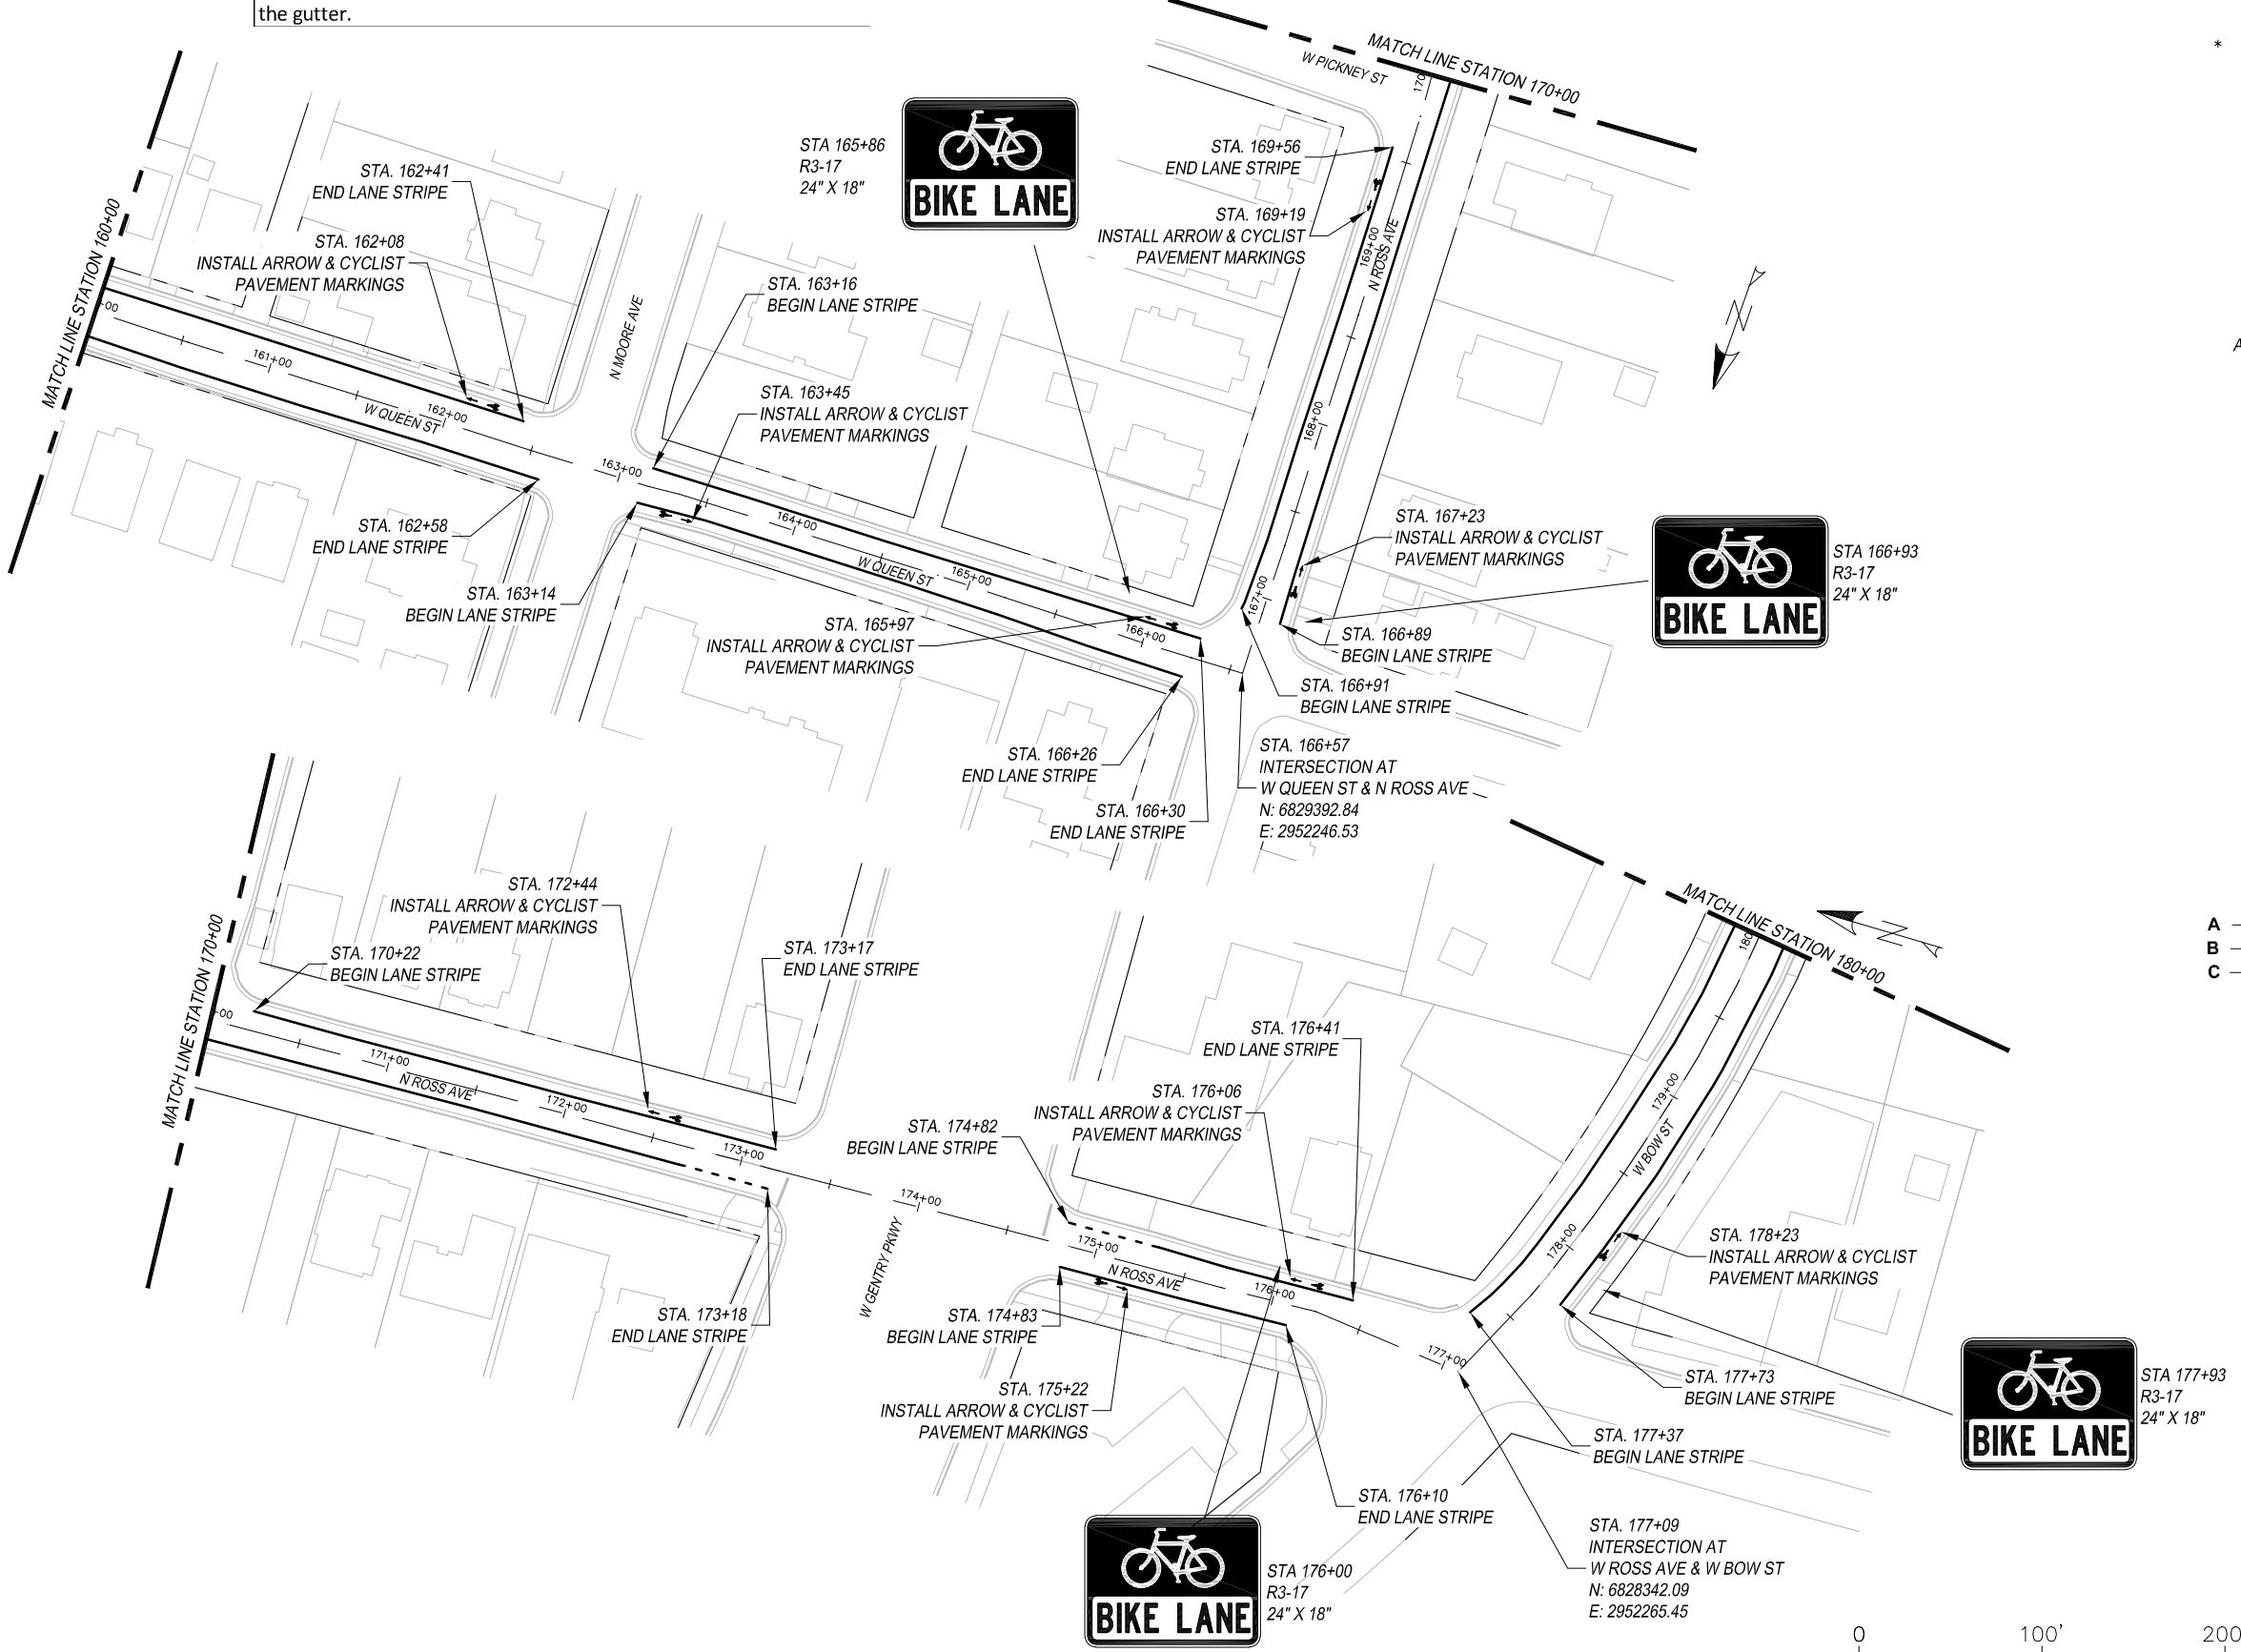 the gutter.
*
MATCH LINE STATION 170+00
W PICKNEY ST
170
STA 165+86
R3-17
24" X 18"
BIKE LANE
STA. 169+56
END LANE STRIPE
STA. 162+41
END LANE STRIPE
STA. 169+19
INSTALL ARROW & CYCLIST
PAVEMENT MARKINGS
169+00
N ROSS AVE
MATCH LINE STATION 160+00
STA. 162+08
INSTALL ARROW & CYCLIST
PAVEMENT MARKINGS
STA. 163+16
BEGIN LANE STRIPE
N MOORE AVE
N
A
00
161+00
162+00
W QUEEN ST
STA. 163+45
INSTALL ARROW & CYCLIST
PAVEMENT MARKINGS
168+00
163+00
STA. 162+58
END LANE STRIPE
164+00
W QUEEN ST
165+00
STA. 167+23
INSTALL ARROW & CYCLIST
PAVEMENT MARKINGS
BIKE LANE
STA 166+93
R3-17
24" X 18"
STA. 163+14
BEGIN LANE STRIPE
167+00
STA. 165+97
INSTALL ARROW & CYCLIST
PAVEMENT MARKINGS
166+00
STA. 166+89
BEGIN LANE STRIPE
STA. 166+91
BEGIN LANE STRIPE
STA. 166+26
END LANE STRIPE
STA. 166+57
INTERSECTION AT
W QUEEN ST & N ROSS AVE
N: 6829392.84
E: 2952246.53
STA. 166+30
END LANE STRIPE
MATCH LINE STATION 180+00
180
N
A
B
C
MATCH LINE STATION 170+00
STA. 172+44
INSTALL ARROW & CYCLIST
PAVEMENT MARKINGS
STA. 170+22
BEGIN LANE STRIPE
STA. 173+17
END LANE STRIPE
00
171+00
N ROSS AVE
172+00
173+00
STA. 176+41
END LANE STRIPE
STA. 176+06
INSTALL ARROW & CYCLIST
PAVEMENT MARKINGS
STA. 174+82
BEGIN LANE STRIPE
179+00
W BOW ST
174+00
W GENTRY PKWY
175+00
N ROSS AVE
176+00
178+00
STA. 178+23
INSTALL ARROW & CYCLIST
PAVEMENT MARKINGS
STA. 173+18
END LANE STRIPE
STA. 174+83
BEGIN LANE STRIPE
177+00
STA. 175+22
INSTALL ARROW & CYCLIST
PAVEMENT MARKINGS
STA. 177+73
BEGIN LANE STRIPE
BIKE LANE
STA 177+93
R3-17
24" X 18"
STA. 177+37
BEGIN LANE STRIPE
STA. 176+10
END LANE STRIPE
STA. 177+09
INTERSECTION AT
W ROSS AVE & W BOW ST
N: 6828342.09
E: 2952265.45
BIKE LANE
STA 176+00
R3-17
24" X 18"
0 100' 200